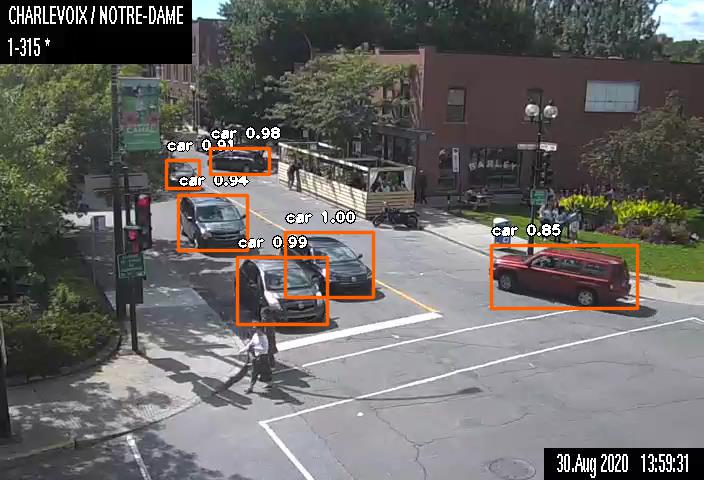 CHARLEVOIX / NOTRE-DAME
1-315 *
car 0.98
car 0.91
car 0.94
car 1.00
car 0.99
car 0.85
30.Aug 2020 13:59:31